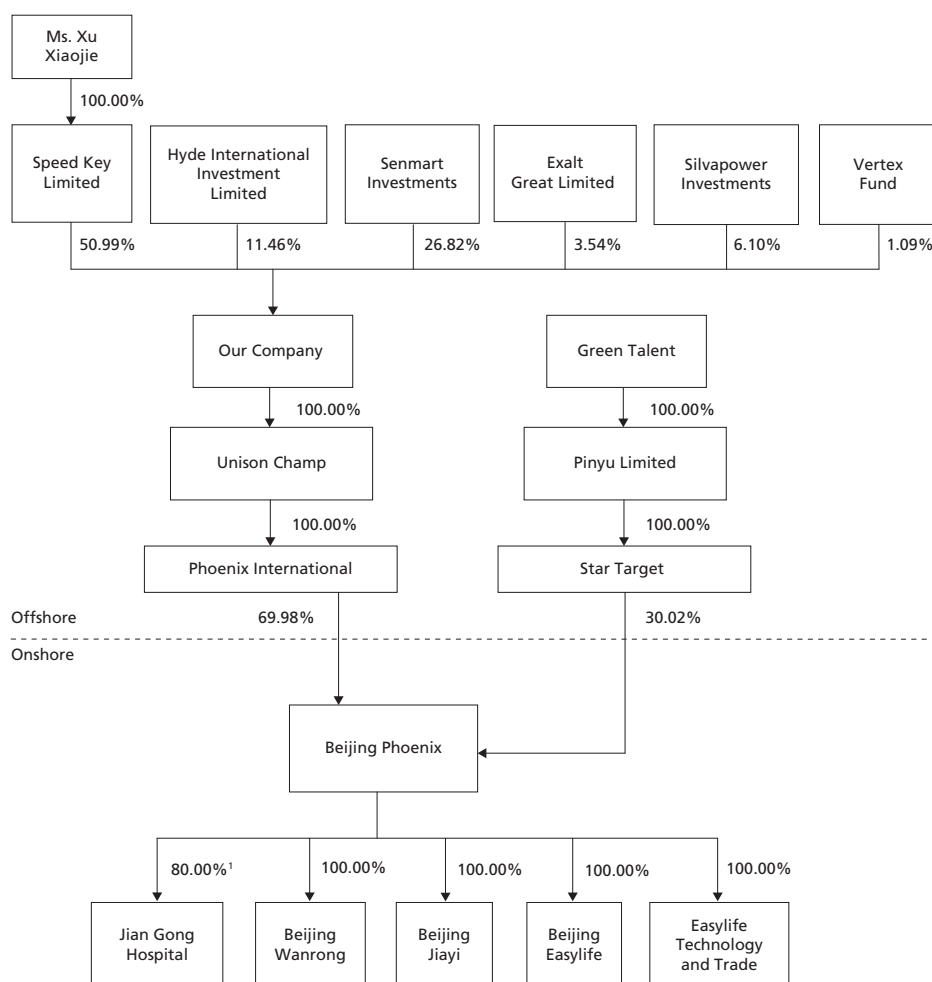 Ms. Xu
Xiaojie
100.00%
Speed Key
Limited
Hyde International
Investment
Limited
Senmart
Investments
Exalt
Great Limited
Silvapower
Investments
Vertex
Fund
50.99%
11.46%
26.82%
3.54%
6.10%
1.09%
Our Company
Green Talent
100.00%
100.00%
Unison Champ
Pinyu Limited
100.00%
100.00%
Phoenix International
Star Target
Offshore
69.98%
30.02%
Onshore
Beijing Phoenix
80.00%¹
100.00%
100.00%
100.00%
100.00%
Jian Gong
Hospital
Beijing
Wanrong
Beijing
Jiayi
Beijing
Easylife
Easylife
Technology
and Trade